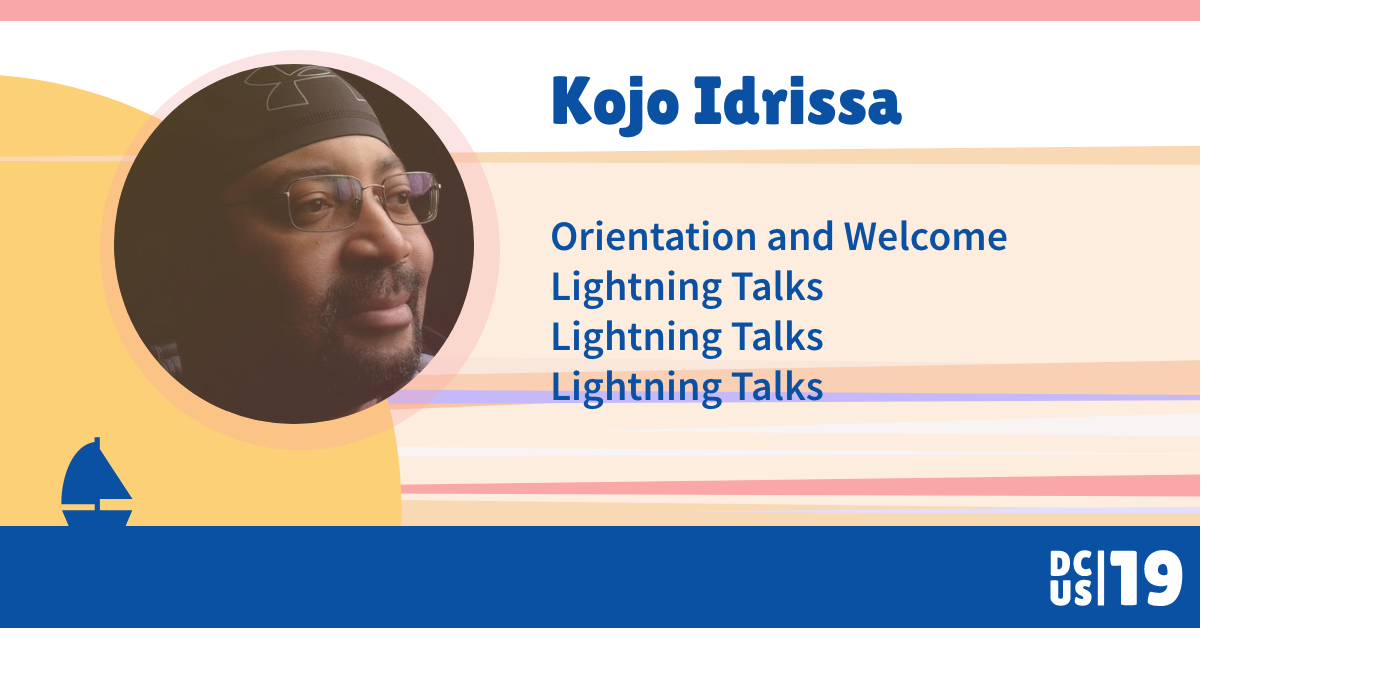 Kojo Idrissa
Orientation and Welcome
Lightning Talks
Lightning Talks
Lightning Talks
DC
US
19